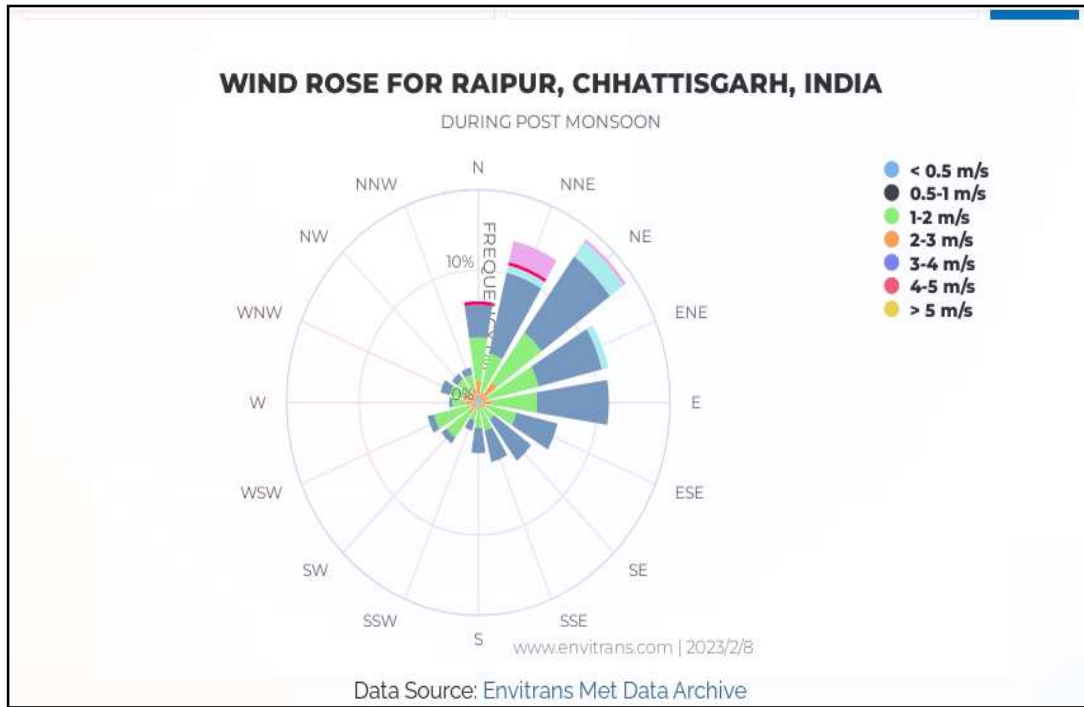 WIND ROSE FOR RAIPUR, CHHATTISGARH, INDIA
DURING POST MONSOON
N
NNE
NE
ENE
E
ESE
SE
SSE
S
SSW
SW
WSW
W
WNW
NW
NNW
10%
0%
< 0.5 m/s
0.5-1 m/s
1-2 m/s
2-3 m/s
3-4 m/s
4-5 m/s
> 5 m/s
www.envitrans.com | 2023/2/8
Data Source: Envitrans Met Data Archive